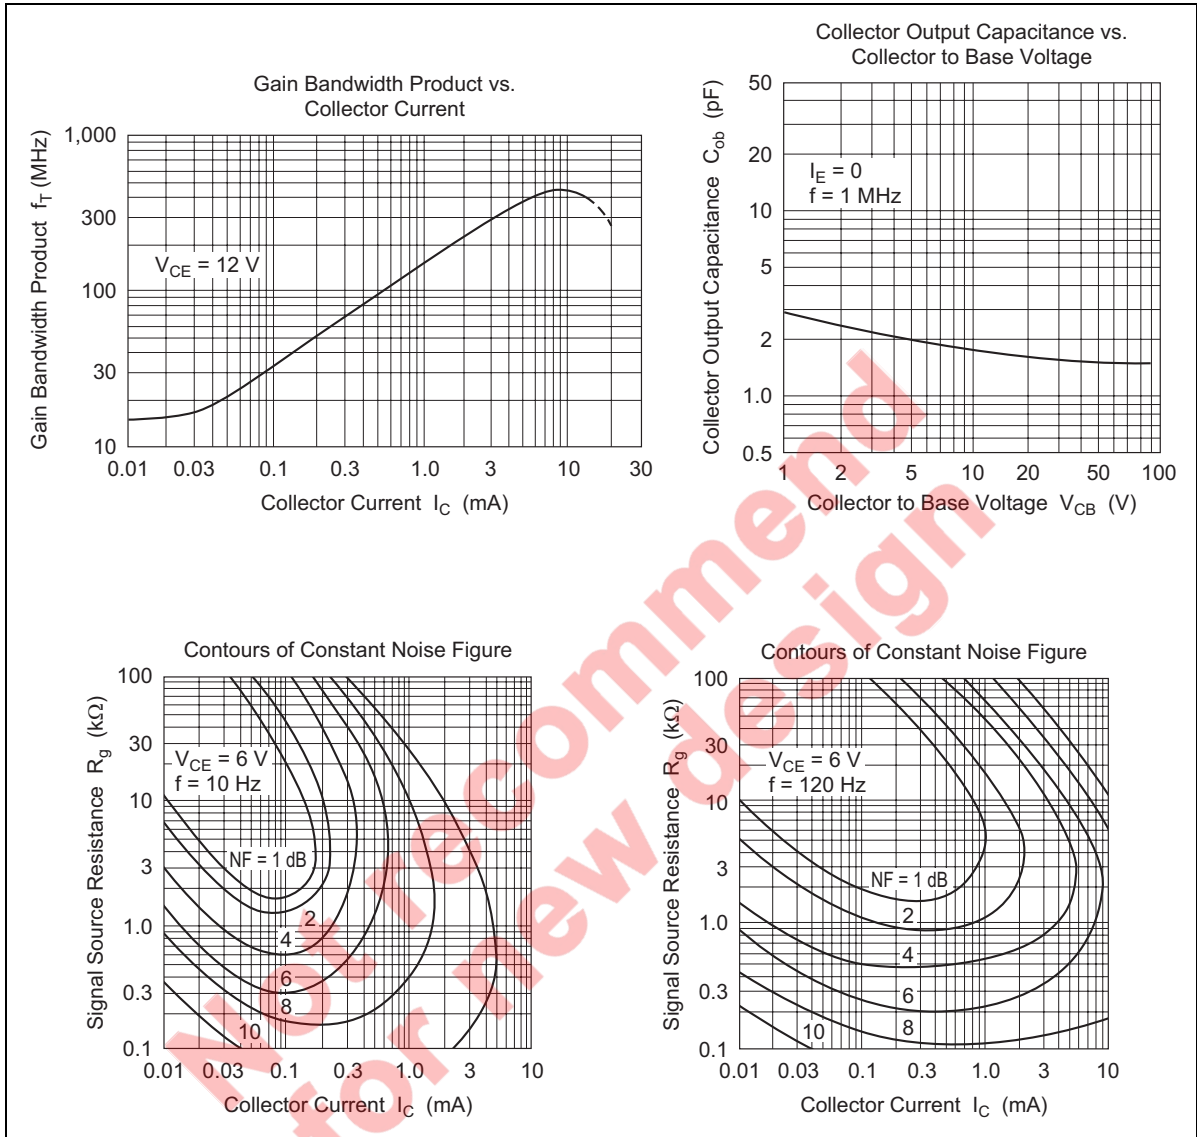 Gain Bandwidth Product vs.
Collector Current
Gain Bandwidth Product fT (MHz)
1,000
300
100
30
10
VCE = 12 V
0.01 0.03 0.1 0.3 1.0 3 10 30
Collector Current IC (mA)
Collector Output Capacitance vs.
Collector to Base Voltage
Collector Output Capacitance Cob (pF)
50
20
10
5
2
1.0
0.5
IE = 0
f = 1 MHz
1 2 5 10 20 50 100
Collector to Base Voltage VCB (V)
Contours of Constant Noise Figure
Signal Source Resistance Rg (kΩ)
100
30
10
3
1.0
0.3
0.1
VCE = 6 V
f = 10 Hz
NF = 1 dB
2
4
6
8
10
0.01 0.03 0.1 0.3 1.0 3 10
Collector Current IC (mA)
Contours of Constant Noise Figure
Signal Source Resistance Rg (kΩ)
100
30
10
3
1.0
0.3
0.1
VCE = 6 V
f = 120 Hz
NF = 1 dB
2
4
6
8
10
0.01 0.03 0.1 0.3 1.0 3 10
Collector Current IC (mA)
Not recommend
for new design